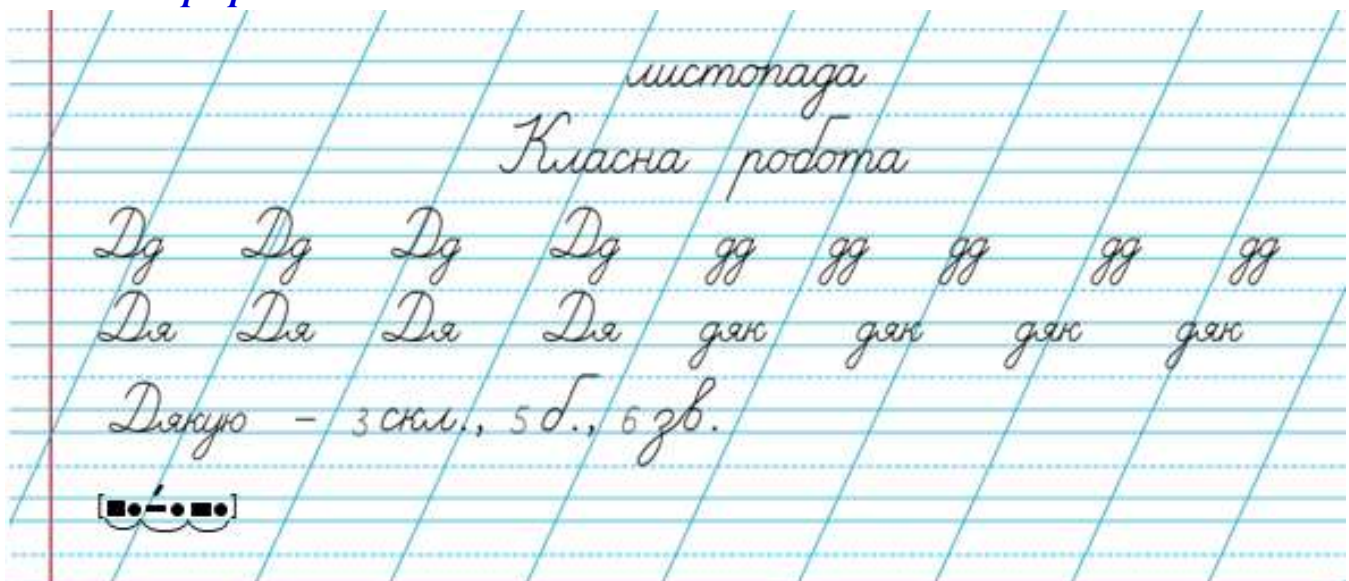 листопада
Класна робота
Дд Дд Дд Дд дд дд дд дд дд
Дя Дя Дя Дя дяк дяк дяк дяк
Дякую - 3 скл., 5 б., 6 зв.